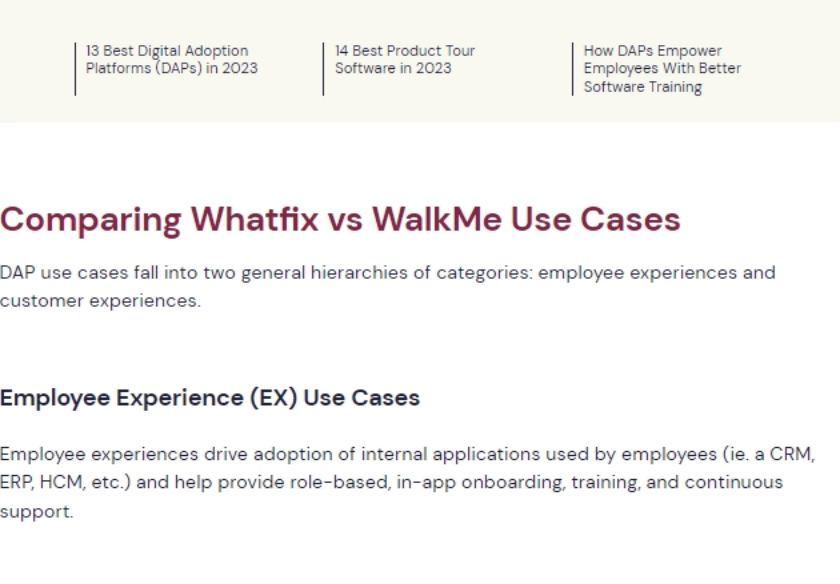 13 Best Digital Adoption
Platforms (DAPs) in 2023
14 Best Product Tour
Software in 2023
How DAPs Empower
Employees With Better
Software Training
Comparing Whatfix vs WalkMe Use Cases
DAP use cases fall into two general hierarchies of categories: employee experiences and
customer experiences.
Employee Experience (EX) Use Cases
Employee experiences drive adoption of internal applications used by employees (ie. a CRM,
ERP, HCM, etc.) and help provide role-based, in-app onboarding, training, and continuous
support.